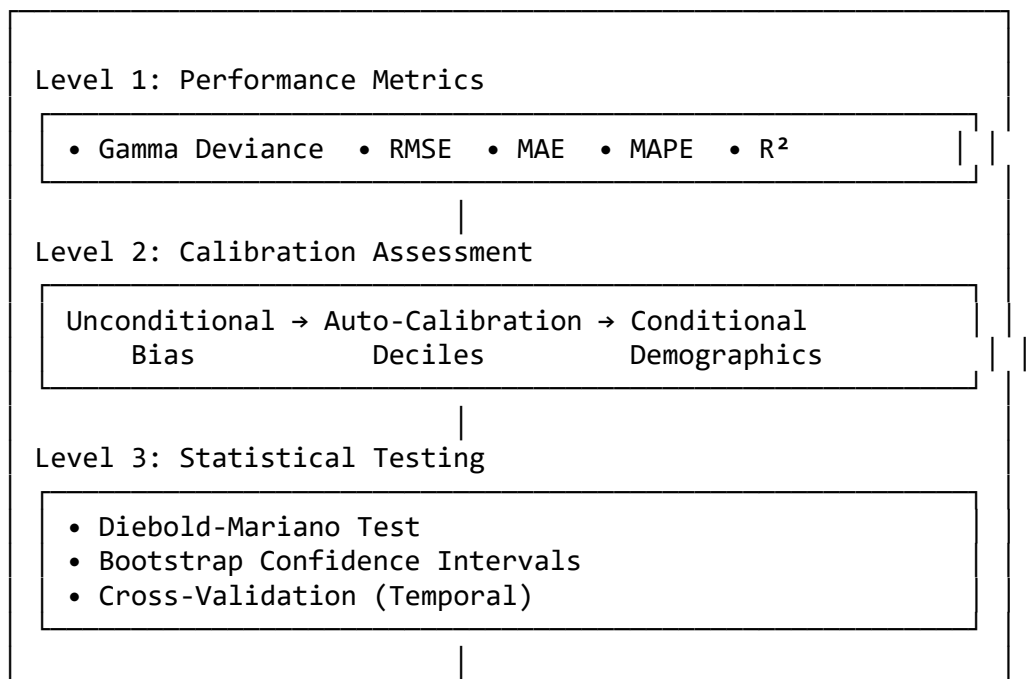 Level 1: Performance Metrics
• Gamma Deviance • RMSE • MAE • MAPE • R²
Level 2: Calibration Assessment
Unconditional → Auto-Calibration → Conditional
Bias Deciles Demographics
Level 3: Statistical Testing
• Diebold-Mariano Test
• Bootstrap Confidence Intervals
• Cross-Validation (Temporal)